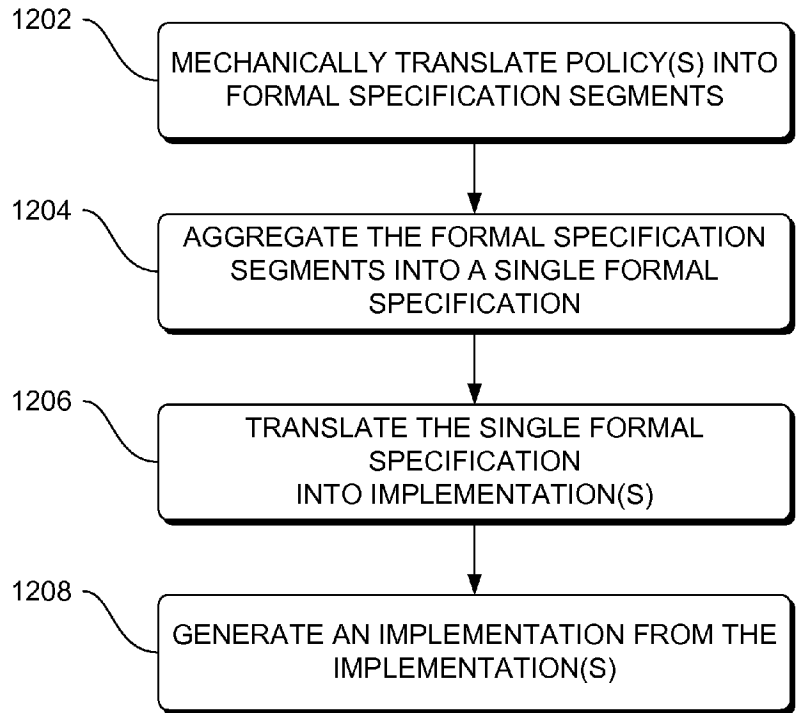 1202
MECHANICALLY TRANSLATE POLICY(S) INTO
FORMAL SPECIFICATION SEGMENTS
1204
AGGREGATE THE FORMAL SPECIFICATION
SEGMENTS INTO A SINGLE FORMAL
SPECIFICATION
1206
TRANSLATE THE SINGLE FORMAL
SPECIFICATION
INTO IMPLEMENTATION(S)
1208
GENERATE AN IMPLEMENTATION FROM THE
IMPLEMENTATION(S)